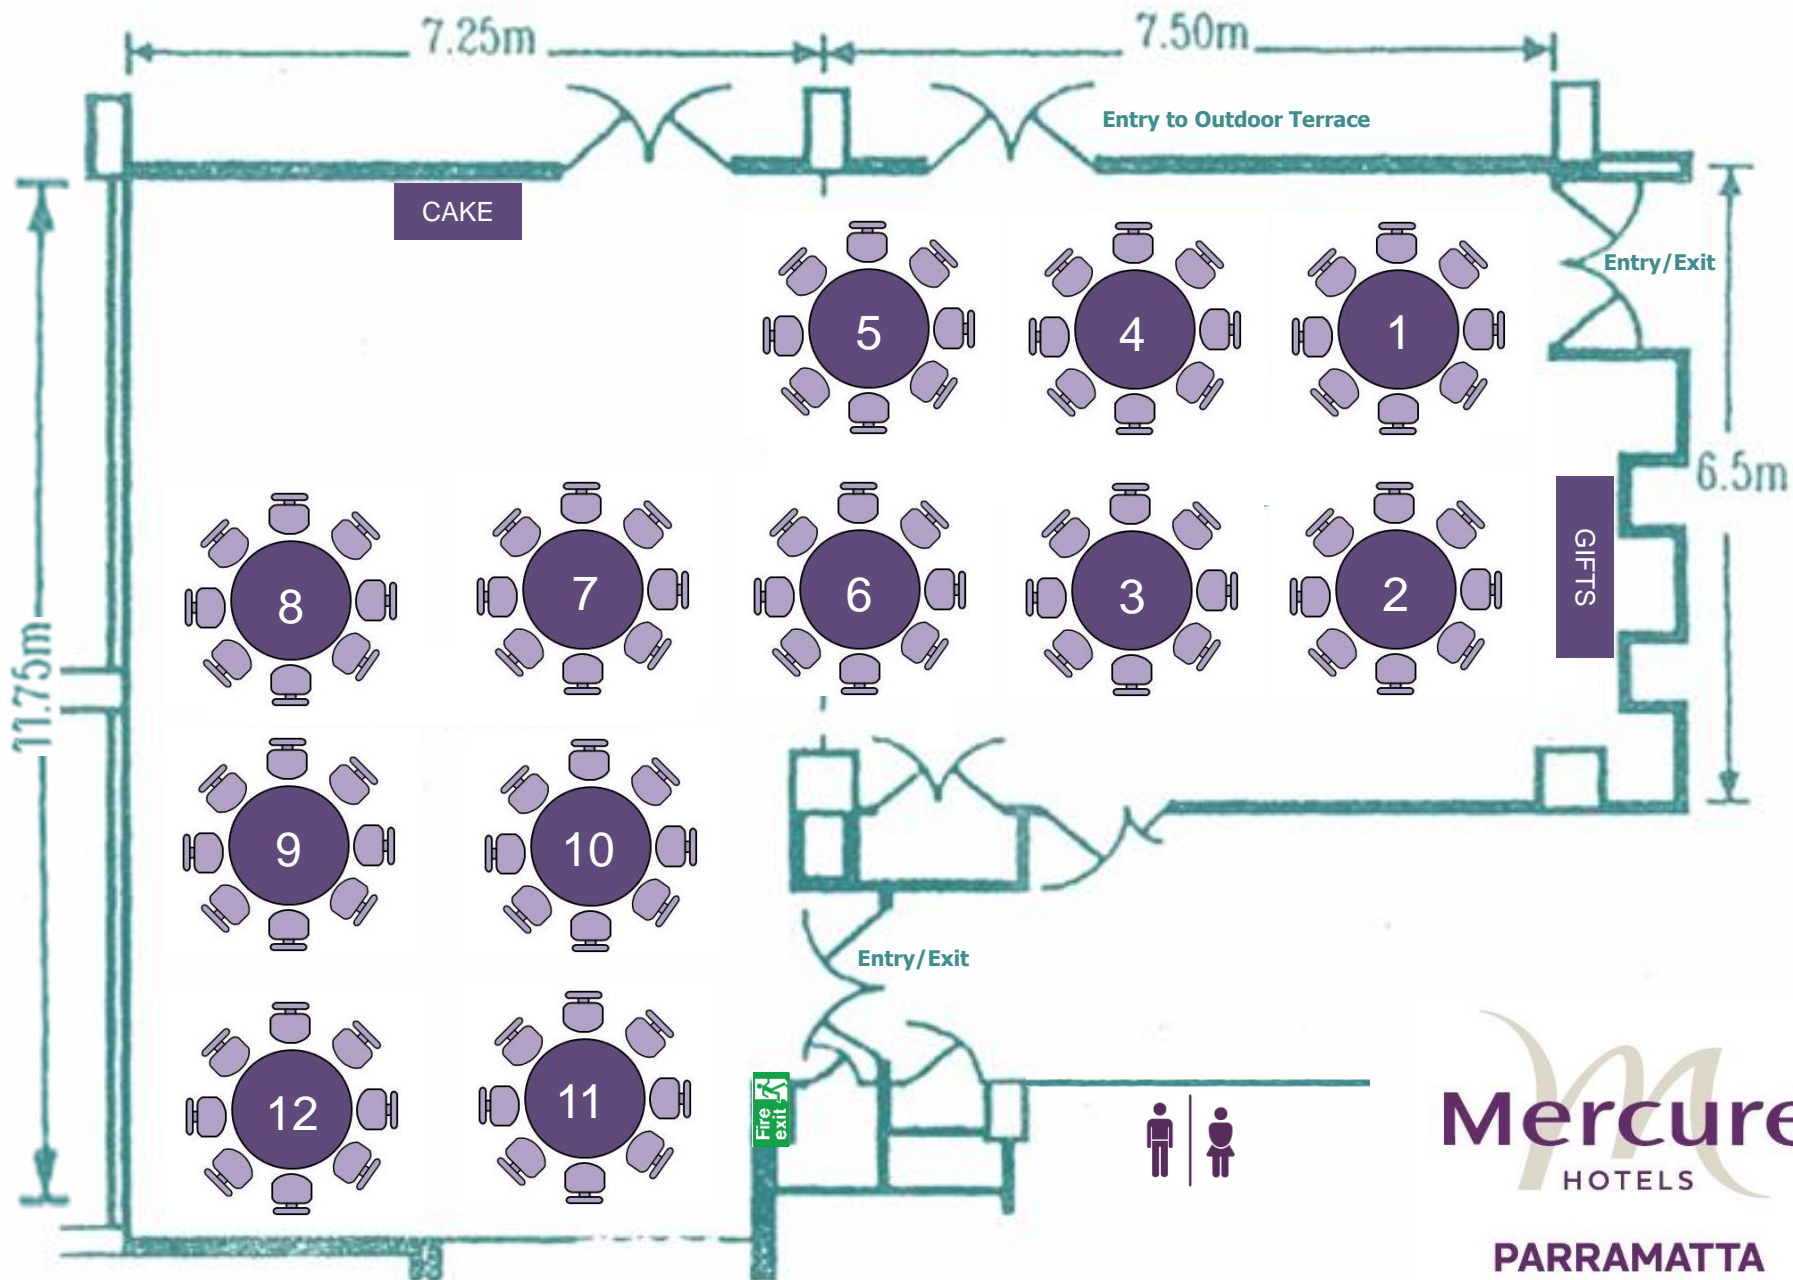 7.25m
7.50m
Entry to Outdoor Terrace
CAKE
Entry/Exit
5
4
1
6.5m
GIFTS
8
7
6
3
2
11.75m
9
10
Entry/Exit
12
11
Fire
exit
Mercure
HOTELS
PARRAMATTA